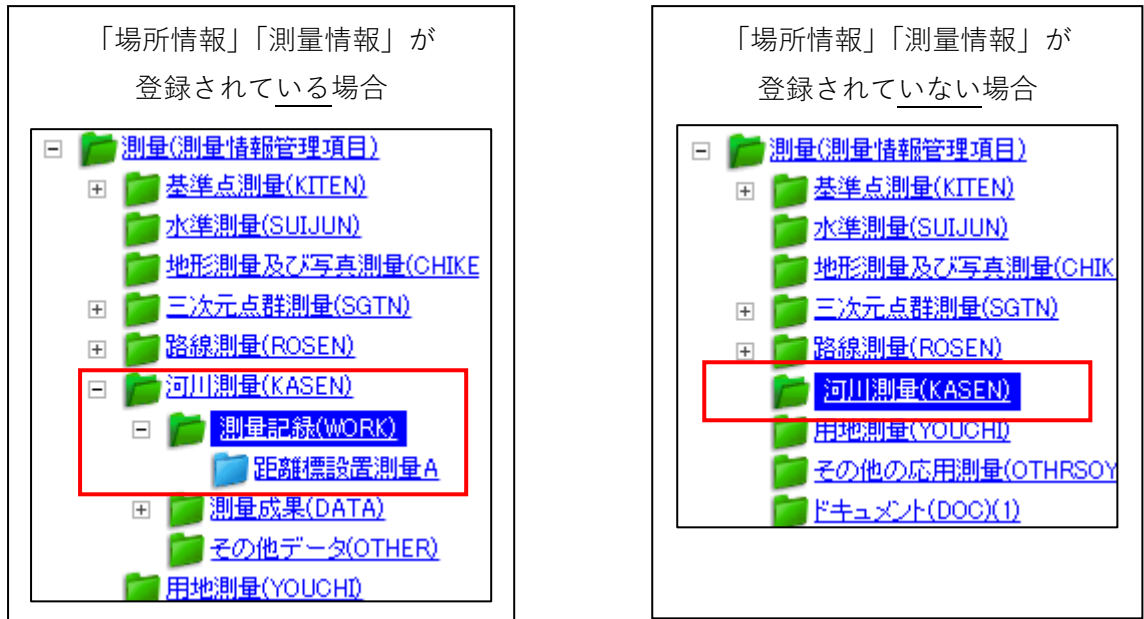 「場所情報」「測量情報」が
登録されている場合
測量(測量情報管理項目)
基準点測量(KITEN)
水準測量(SUIJUN)
地形測量及び写真測量(CHIKE
三次元点群測量(SGTN)
路線測量(ROSEN)
河川測量(KASEN)
測量記録(WORK)
距離標設置測量A
測量成果(DATA)
その他データ(OTHER)
用地測量(YOUCHI)
「場所情報」「測量情報」が
登録されていない場合
測量(測量情報管理項目)
基準点測量(KITEN)
水準測量(SUIJUN)
地形測量及び写真測量(CHIK
三次元点群測量(SGTN)
路線測量(ROSEN)
河川測量(KASEN)
用地測量(YOUCHI)
その他の応用測量(OTHRSOY
ドキュメント(DOC)(1)